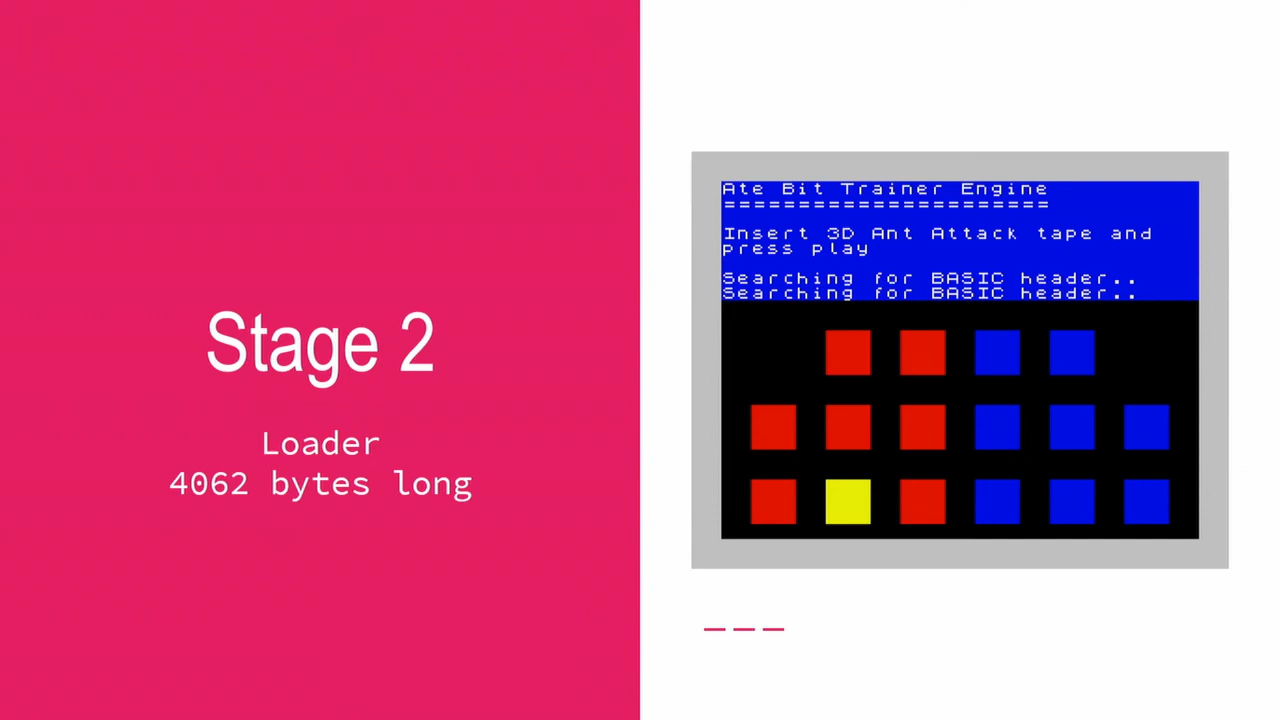 Stage 2
Loader
4062 bytes long
Ate Bit Trainer Engine
======================
Insert 3D Ant Attack tape and
press play
Searching for BASIC header..
Searching for BASIC header..